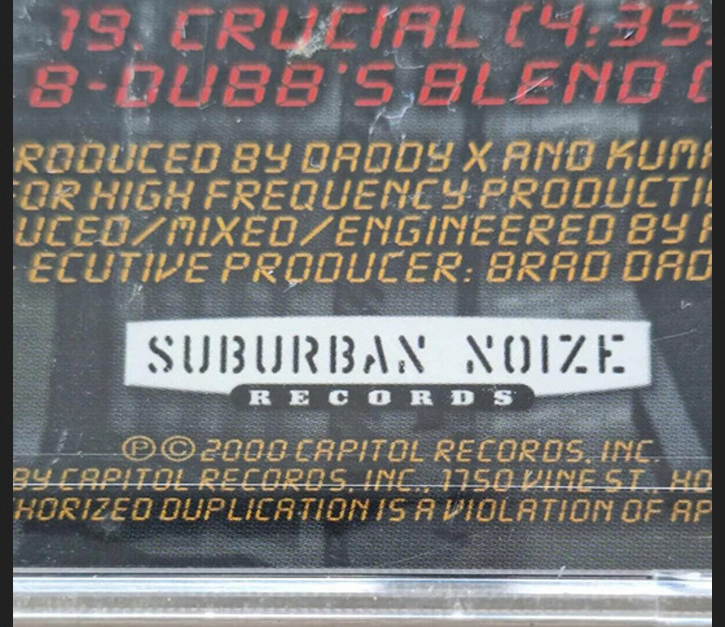 19. CRUCIAL (4:35
8-DUBB'S BLEND (
RODUCED BY DADDY X AND KUM
OR HIGH FREQUENCY PRODUCTI
UCED/MIXED/ENGINEERED BY
ECUTIVE PRODUCER: BRAD DAD
SUBURBAN NOIZE
RECORDS
℗©2000 CAPITOL RECORDS, INC.
BY CAPITOL RECORDS, INC., 1750 VINE ST., HO
HORIZED DUPLICATION IS A VIOLATION OF AP